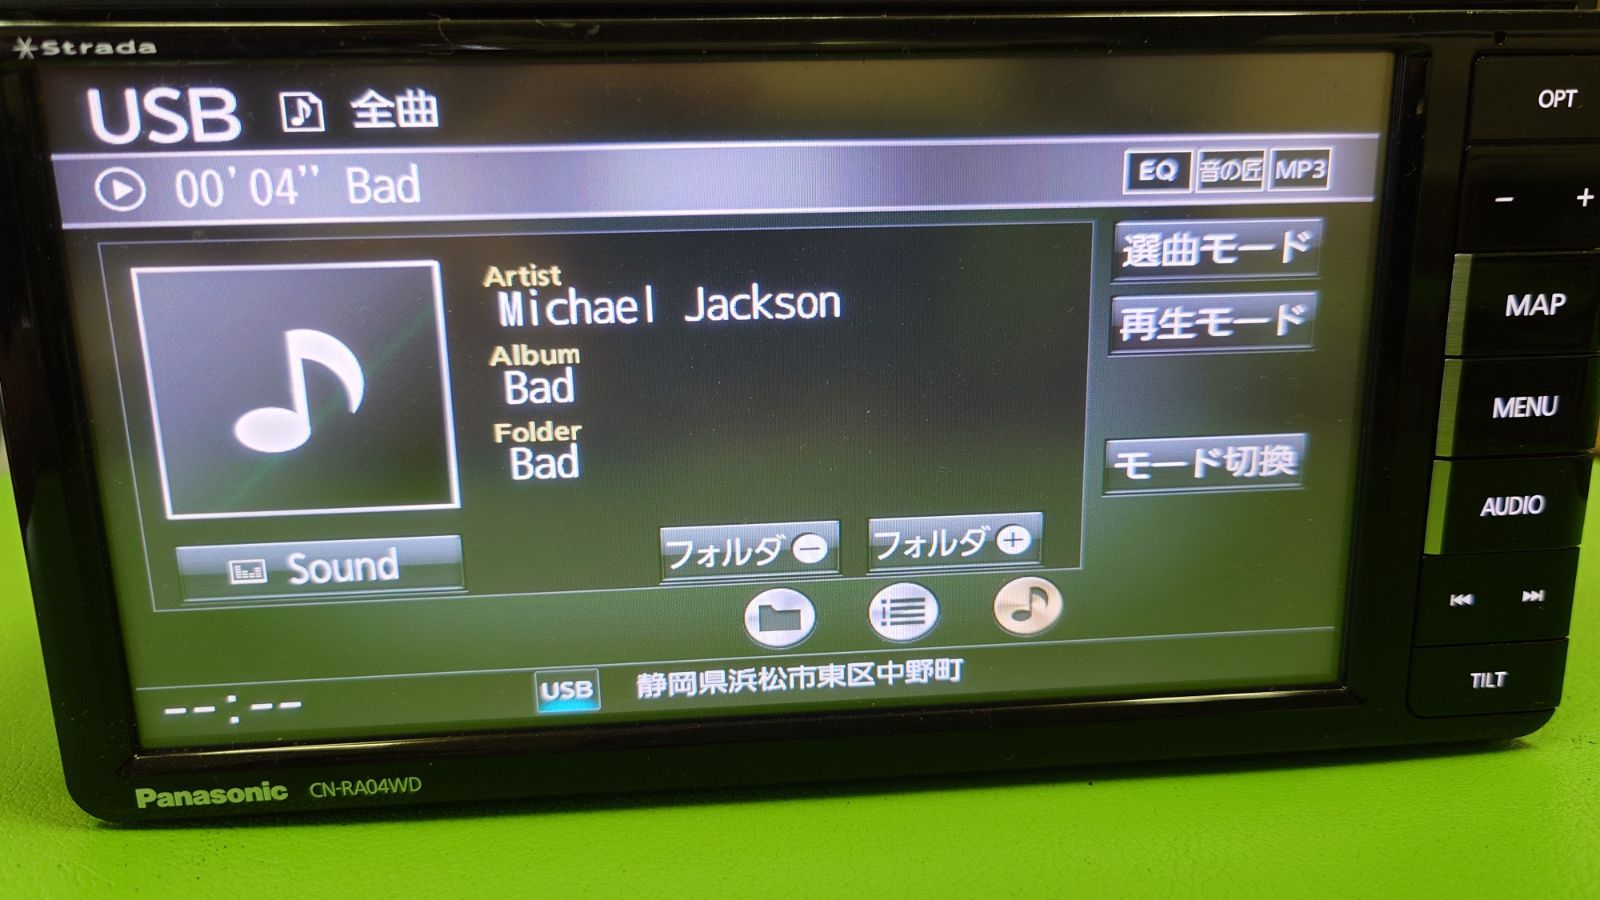 Strada
USB 全曲
00'04" Bad
EQ 音の匠 MP3
Artist
Michael Jackson
Album
Bad
Folder
Bad
選曲モード
再生モード
モード切換
フォルダ－ フォルダ＋
Sound
--:-- USB 静岡県浜松市東区中野町
Panasonic CN-RA04WD
OPT
− +
MAP
MENU
AUDIO
TILT